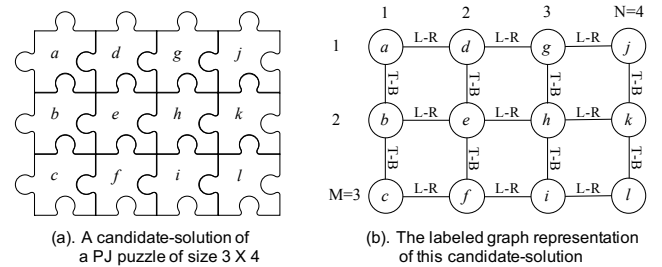 1 2 3 N=4
a d g j
1 a L-R d L-R g L-R j
T-B T-B T-B T-B
b e h k
2 b L-R e L-R h L-R k
T-B T-B T-B T-B
c f i l
M=3 c L-R f L-R i L-R l
(a). A candidate-solution of
a PJ puzzle of size 3 X 4
(b). The labeled graph representation
of this candidate-solution